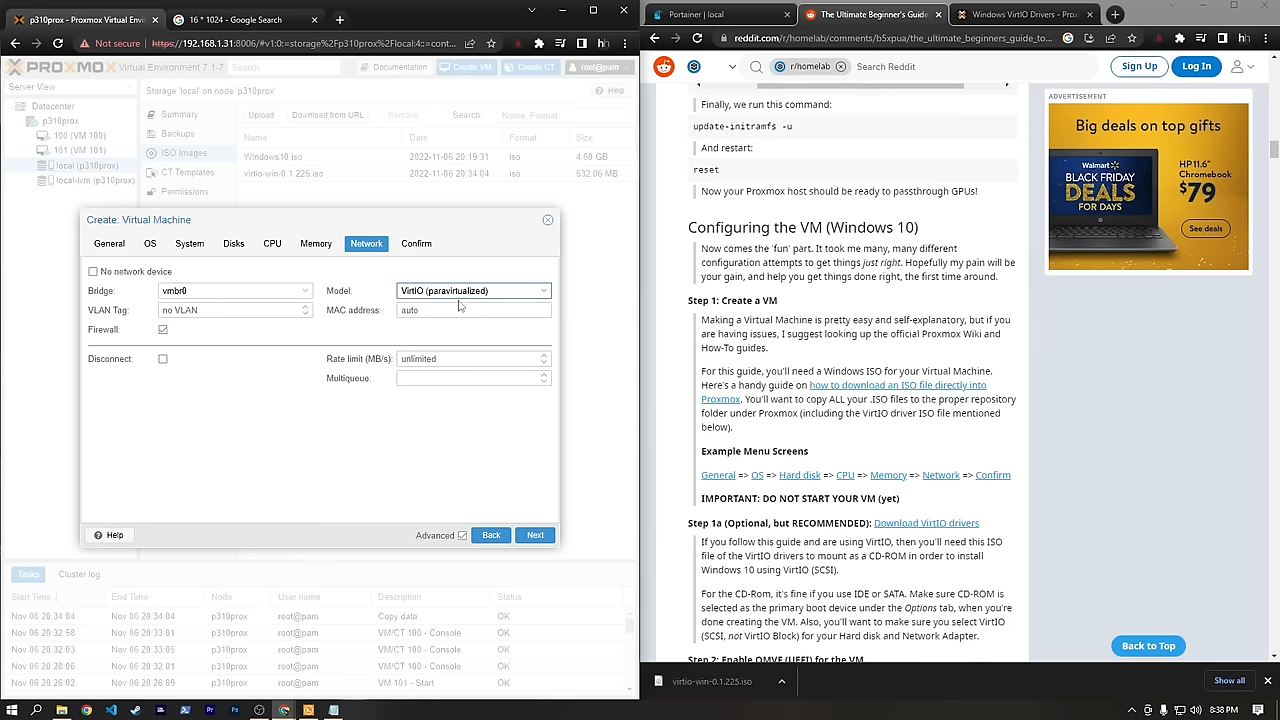 p310prox - Proxmox Virtual Envi
16 * 1024 - Google Search
Not secure
https://192.168.1.31:8006/#v1:0:=storage%2Fp310prox%2Flocal:4::=cont...
PROXMOX
Virtual Environment 7.1-7
Search
Documentation
Create VM
Create CT
root@pam
Server View
Datacenter
p310prox
100 (VM 100)
101 (VM 101)
local (p310prox)
local-lvm (p310prox)
Storage 'local' on node 'p310prox'
Help
Summary
Backups
ISO Images
CT Templates
Permissions
Upload
Download from URL
Remove
Search:
Name, Format
Name
Date
Format
Size
Windows10.iso
2022-11-06 20:19:31
iso
4.60 GB
virtio-win-0.1.225.iso
2022-11-06 20:34:04
iso
532.06 MB
Create: Virtual Machine
General
OS
System
Disks
CPU
Memory
Network
Confirm
No network device
Bridge:
vmbr0
Model:
VirtIO (paravirtualized)
VLAN Tag:
no VLAN
MAC address:
auto
Firewall:
Disconnect:
Rate limit (MB/s):
unlimited
Multiqueue:
Help
Advanced
Back
Next
Tasks
Cluster log
Start Time
End Time
Node
User name
Description
Status
Nov 06 20:34:04
Nov 06 20:34:04
p310prox
root@pam
Copy data
OK
Nov 06 20:32:58
Nov 06 20:33:01
p310prox
root@pam
VM/CT 100 - Console
OK
Nov 06 20:32:03
Nov 06 20:33:05
p310prox
root@pam
VM/CT 100 - Console
OK
Nov 06 20:28:06
Nov 06 20:32:01
p310prox
root@pam
VM/CT 100 - Console
OK
Nov 06 20:26:02
Nov 06 20:26:09
p310prox
root@pam
VM 101 - Start
OK
Portainer | local
The Ultimate Beginner's Guide
Windows VirtIO Drivers - Prox
reddit.com/r/homelab/comments/b5xpua/the_ultimate_beginners_guide_to...
r/homelab
Search Reddit
Sign Up
Log In
Finally, we run this command:
update-initramfs -u
And restart:
reset
Now your Proxmox host should be ready to passthrough GPUs!
Configuring the VM (Windows 10)
Now comes the 'fun' part. It took me many, many different
configuration attempts to get things just right. Hopefully my pain will be
your gain, and help you get things done right, the first time around.
Step 1: Create a VM
Making a Virtual Machine is pretty easy and self-explanatory, but if you
are having issues, I suggest looking up the official Proxmox Wiki and
How-To guides.
For this guide, you'll need a Windows ISO for your Virtual Machine.
Here's a handy guide on how to download an ISO file directly into
Proxmox. You'll want to copy ALL your .ISO files to the proper repository
folder under Proxmox (including the VirtIO driver ISO file mentioned
below).
Example Menu Screens
General => OS => Hard disk => CPU => Memory => Network => Confirm
IMPORTANT: DO NOT START YOUR VM (yet)
Step 1a (Optional, but RECOMMENDED): Download VirtIO drivers
If you follow this guide and are using VirtIO, then you'll need this ISO
file of the VirtIO drivers to mount as a CD-ROM in order to install
Windows 10 using VirtIO (SCSI).
For the CD-Rom, it's fine if you use IDE or SATA. Make sure CD-ROM is
selected as the primary boot device under the Options tab, when you're
done creating the VM. Also, you'll want to make sure you select VirtIO
(SCSI, not VirtIO Block) for your Hard disk and Network Adapter.
Step 2: Enable OMVF (UEFI) for the VM
ADVERTISEMENT
Big deals on top gifts
Walmart
BLACK FRIDAY
DEALS
FOR DAYS
HP 11.6"
Chromebook
$79
See deals
Back to Top
virtio-win-0.1.225.iso
Show all
8:38 PM